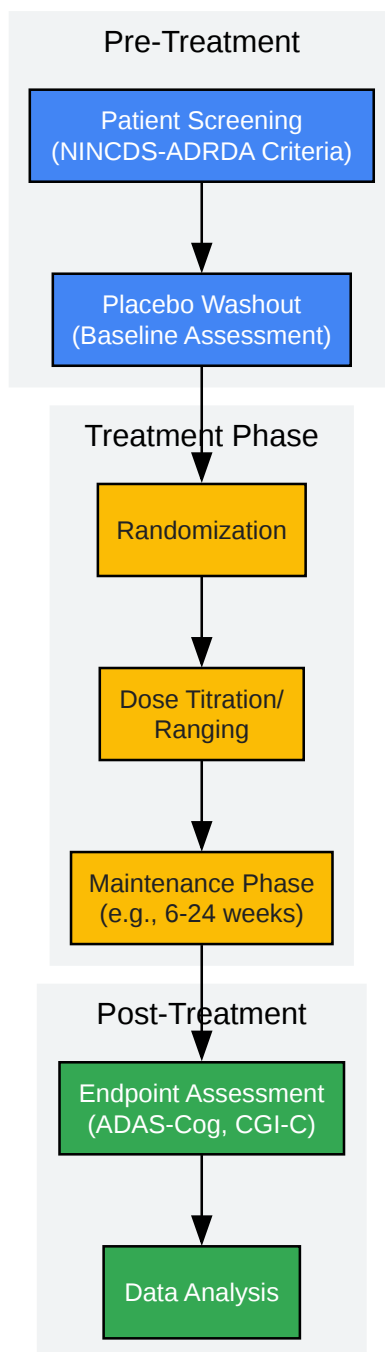 Pre-Treatment
Patient Screening
(NINCDS-ADRDA Criteria)
Placebo Washout
(Baseline Assessment)
Treatment Phase
Randomization
Dose Titration/
Ranging
Maintenance Phase
(e.g., 6-24 weeks)
Post-Treatment
Endpoint Assessment
(ADAS-Cog, CGI-C)
Data Analysis